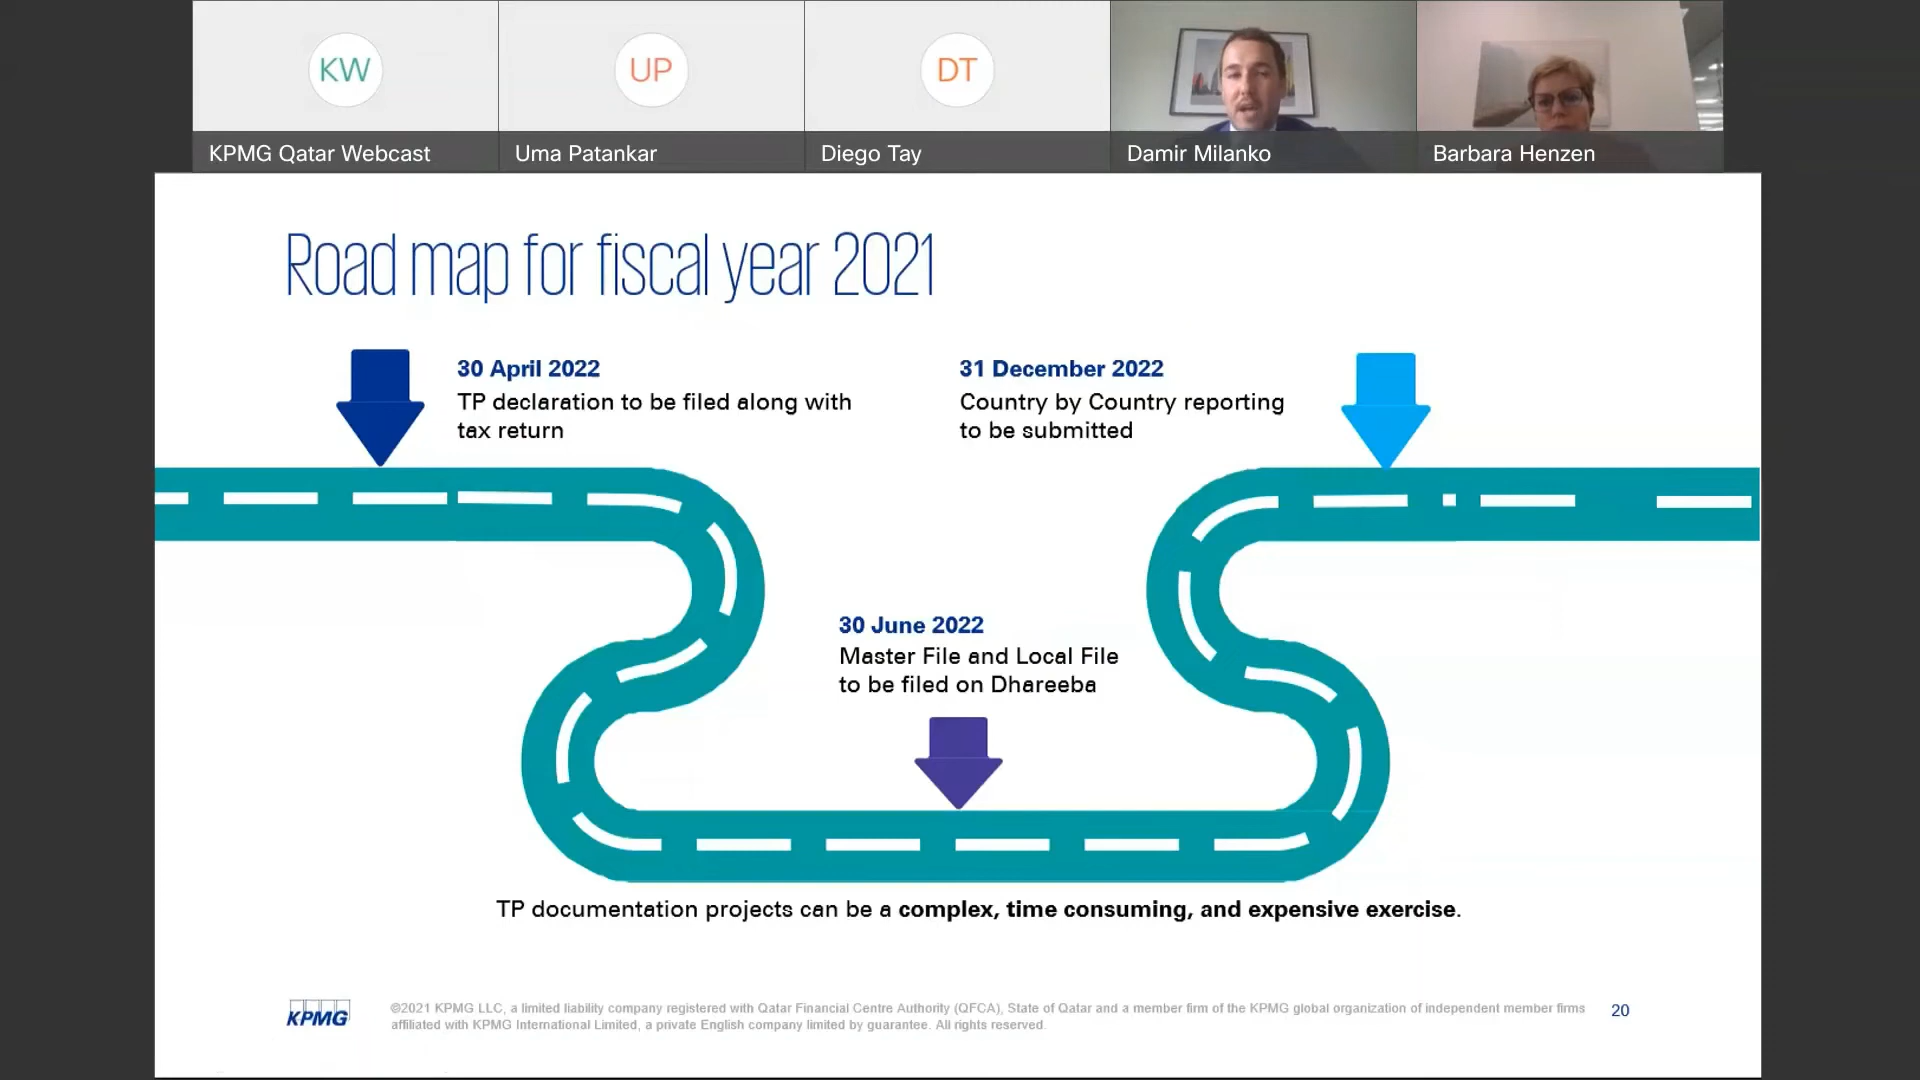 KW
UP
DT
KPMG Qatar Webcast
Uma Patankar
Diego Tay
Damir Milanko
Barbara Henzen
Road map for fiscal year 2021
30 April 2022
TP declaration to be filed along with
tax return
31 December 2022
Country by Country reporting
to be submitted
30 June 2022
Master File and Local File
to be filed on Dhareeba
TP documentation projects can be a complex, time consuming, and expensive exercise.
KPMG
©2021 KPMG LLC, a limited liability company registered with Qatar Financial Centre Authority (QFCA), State of Qatar and a member firm of the KPMG global organization of independent member firms
affiliated with KPMG International Limited, a private English company limited by guarantee. All rights reserved.
20